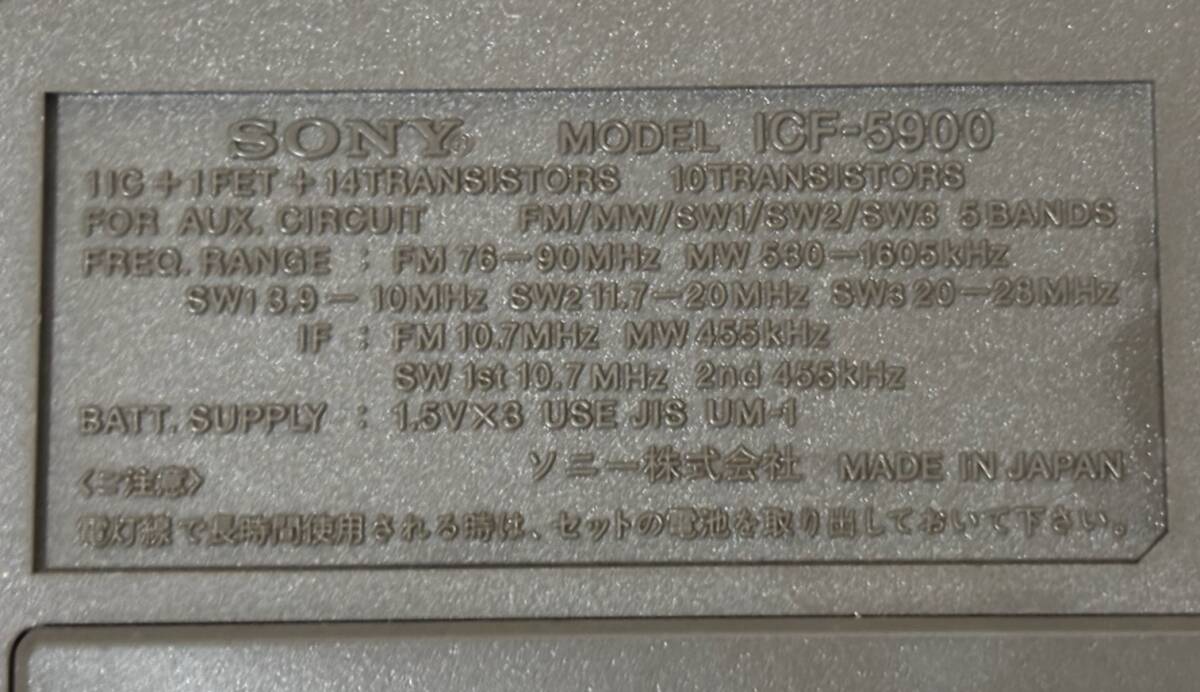 SONY® MODEL ICF-5900
1IC+1FET+14TRANSISTORS 10TRANSISTORS
FOR AUX. CIRCUIT FM/MW/SW1/SW2/SW3 5BANDS
FREQ. RANGE : FM 76-90MHz MW 530-1605kHz
SW1 3.9-10MHz SW2 11.7-20MHz SW3 20-28MHz
IF : FM 10.7MHz MW 455kHz
SW 1st 10.7MHz 2nd 455kHz
BATT. SUPPLY : 1.5V×3 USE JIS UM-1
ソニー株式会社 MADE IN JAPAN
〈ご注意〉
電灯線で長時間使用される時は、セットの電池を取り出しておいて下さい。